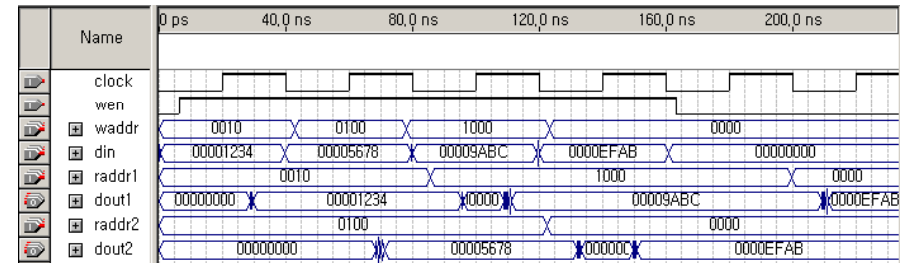 Name 0 ps 40,0 ns 80,0 ns 120,0 ns 160,0 ns 200,0 ns
clock
wen
waddr 0010 0100 1000 0000
din 00001234 00005678 00009ABC 0000EFAB 00000000
raddr1 0010 1000 0000
dout1 00000000 00001234 0000 00009ABC 0000EFAB
raddr2 0100 0000
dout2 00000000 00005678 00000C 0000EFAB